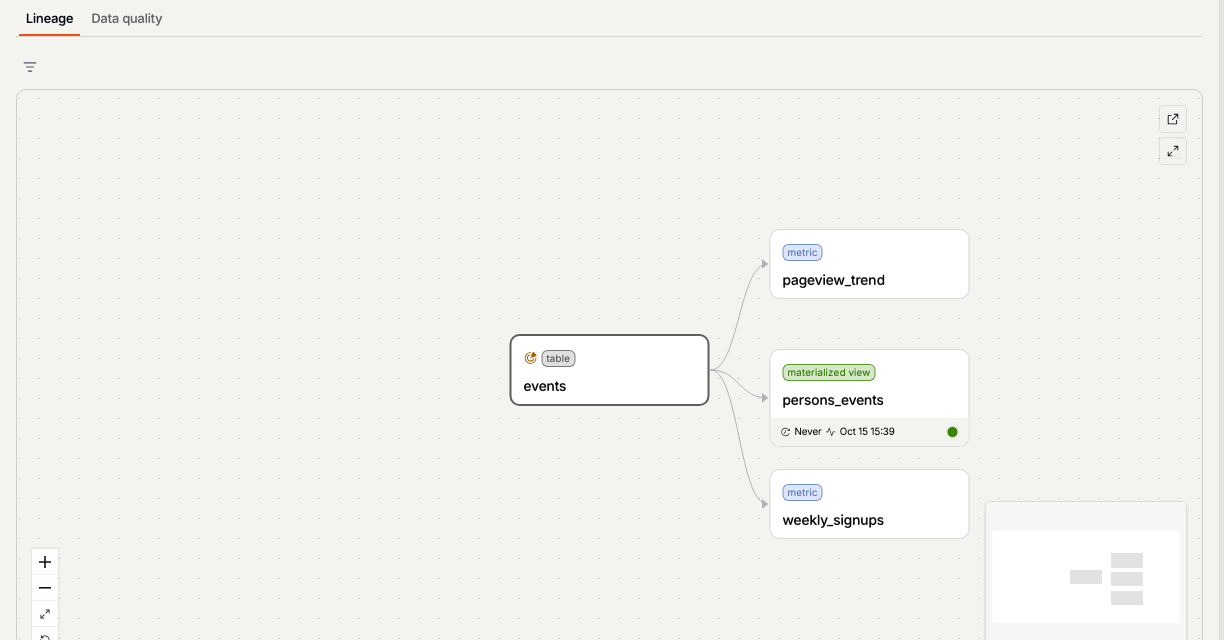 Lineage Data quality
metric
pageview_trend
table
events
materialized view
persons_events
Never Oct 15 15:39
metric
weekly_signups